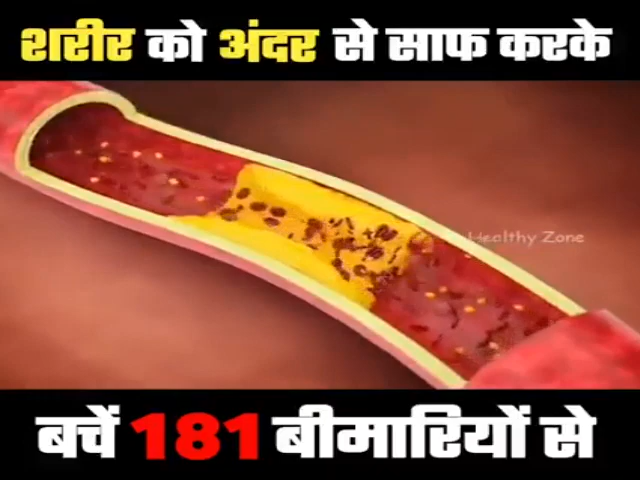 शरीर को अंदर से साफ करके
Healthy Zone
बचें 181 बीमारियों से